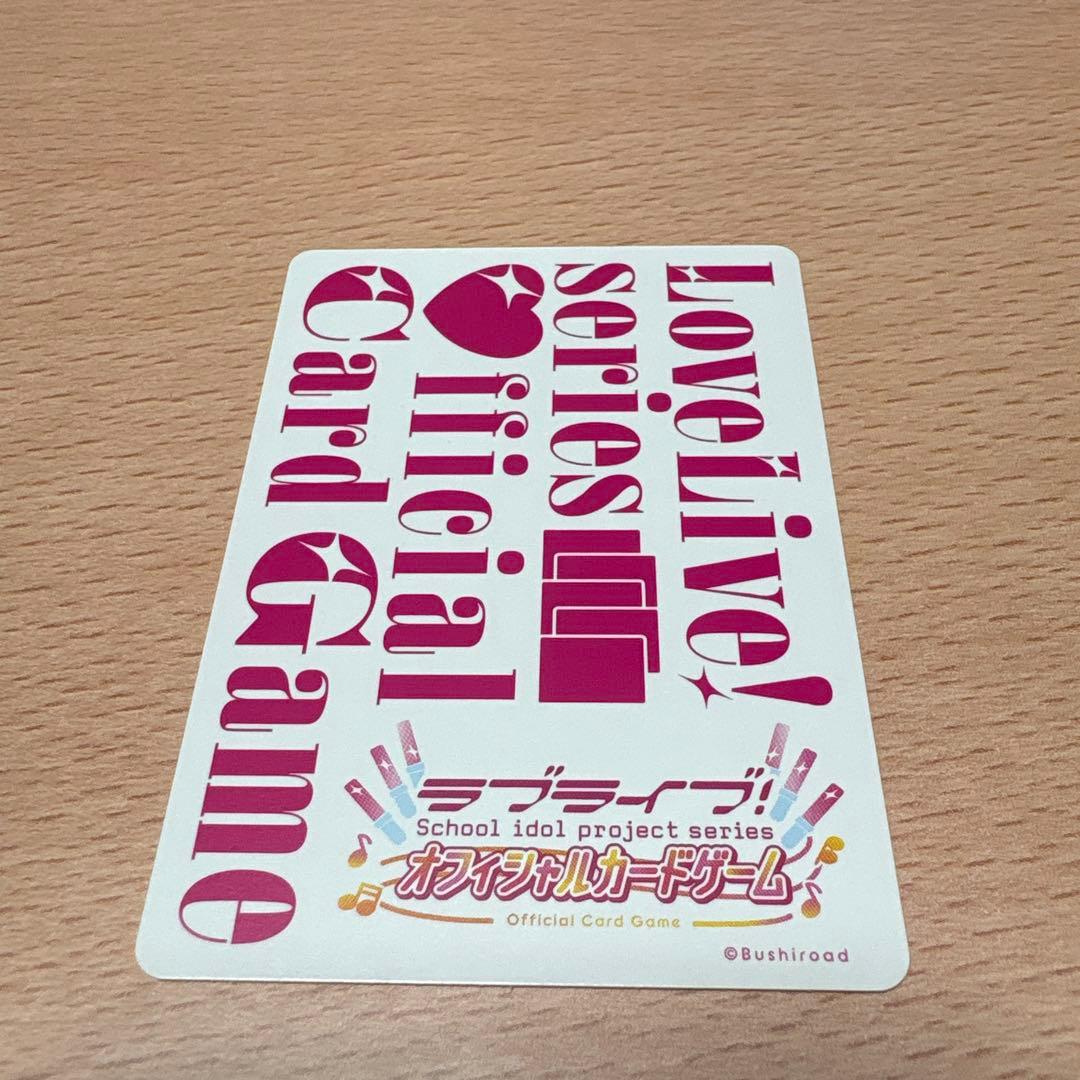 LoveLive!
series
Official
Card Game
ラブライブ!
School idol project series
オフィシャルカードゲーム
Official Card Game
©Bushiroad